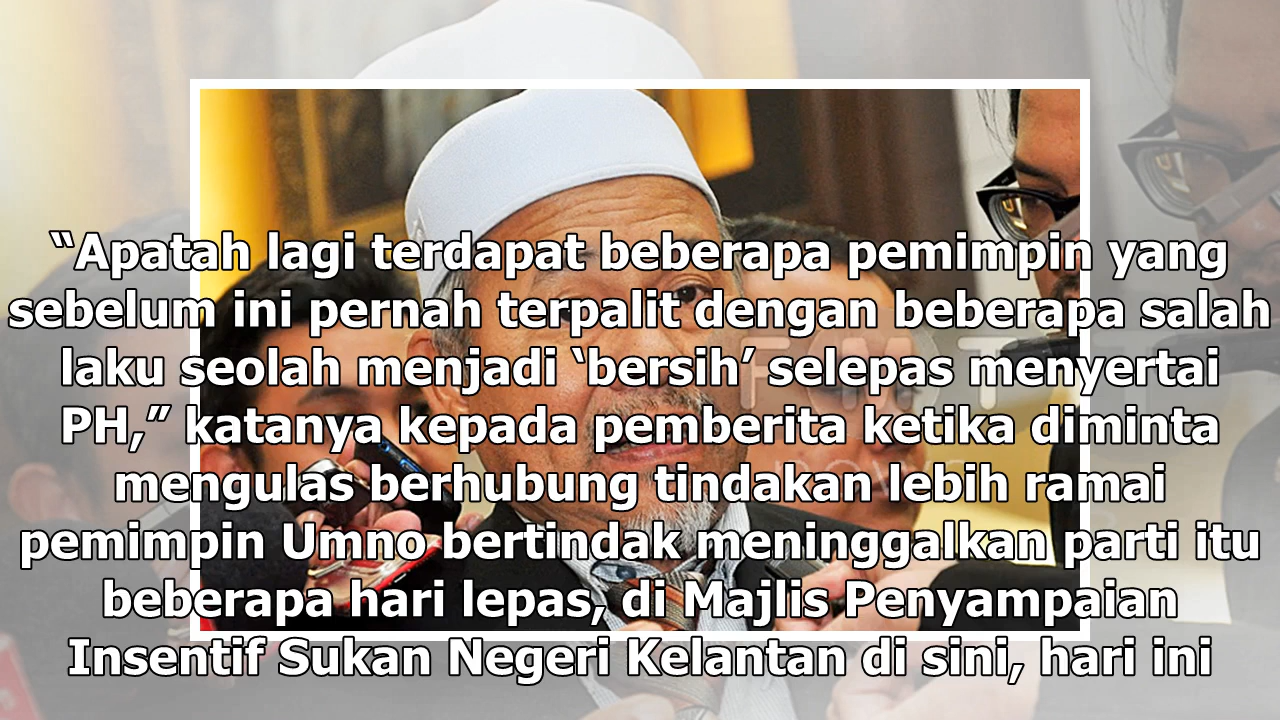 “Apatah lagi terdapat beberapa pemimpin yang
sebelum ini pernah terpalit dengan beberapa salah
laku seolah menjadi ‘bersih’ selepas menyertai
PH,” katanya kepada pemberita ketika diminta
mengulas berhubung tindakan lebih ramai
pemimpin Umno bertindak meninggalkan parti itu
beberapa hari lepas, di Majlis Penyampaian
Insentif Sukan Negeri Kelantan di sini, hari ini